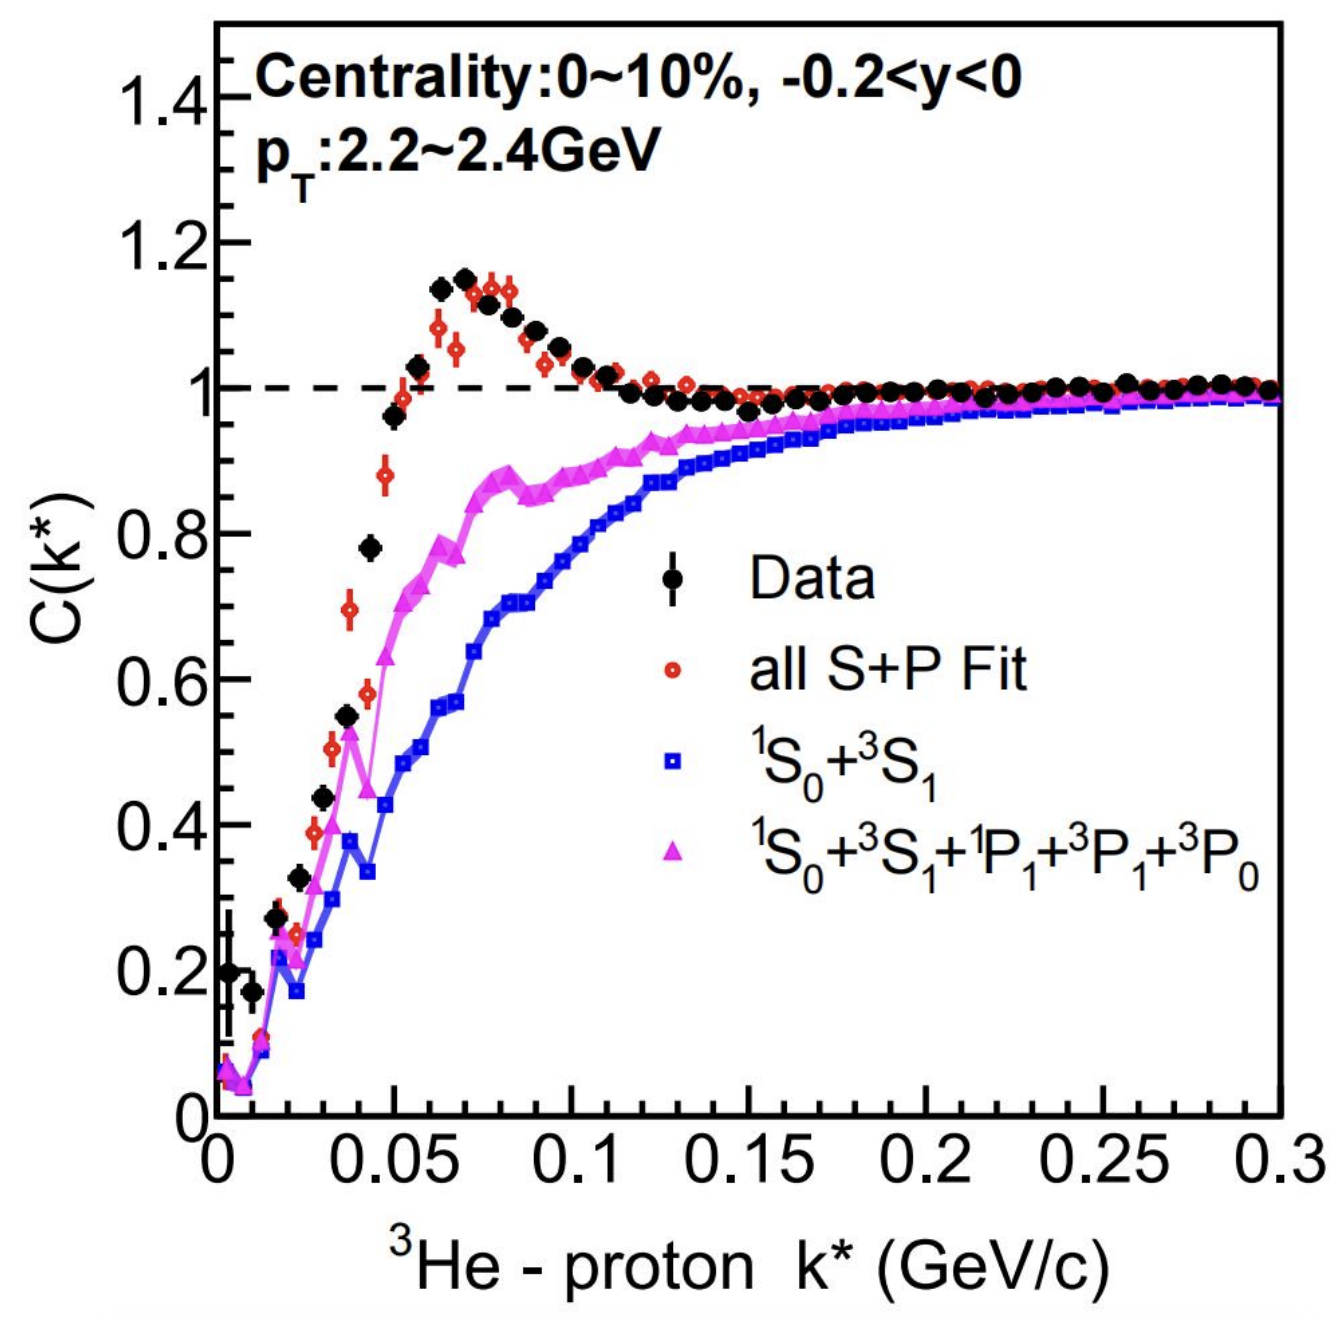 Centrality:0~10%, -0.2<y<0
p_T:2.2~2.4GeV
1.4
1.2
1
0.8
0.6
0.4
0.2
0
C(k*)
Data
all S+P Fit
¹S₀+³S₁
¹S₀+³S₁+¹P₁+³P₁+³P₀
0 0.05 0.1 0.15 0.2 0.25 0.3
³He - proton k* (GeV/c)